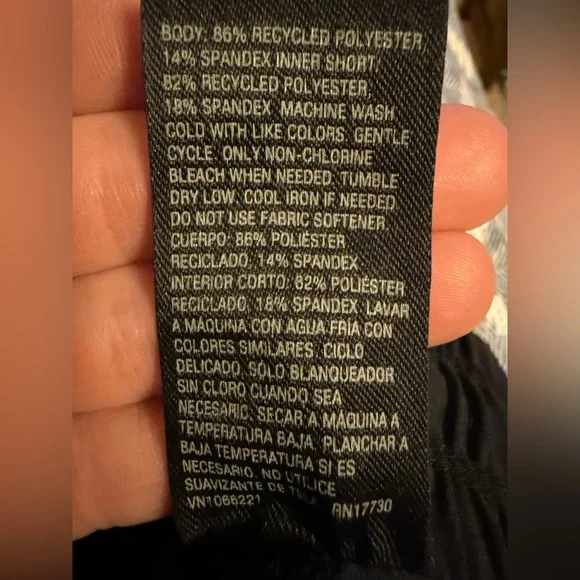 BODY: 86% RECYCLED POLYESTER,
14% SPANDEX INNER SHORT:
82% RECYCLED POLYESTER,
18% SPANDEX. MACHINE WASH
COLD WITH LIKE COLORS. GENTLE
CYCLE. ONLY NON-CHLORINE
BLEACH WHEN NEEDED. TUMBLE
DRY LOW. COOL IRON IF NEEDED.
DO NOT USE FABRIC SOFTENER.
CUERPO: 86% POLIÉSTER
RECICLADO, 14% SPANDEX
INTERIOR CORTO: 82% POLIÉSTER
RECICLADO, 18% SPANDEX. LAVAR
A MÁQUINA CON AGUA FRÍA CON
COLORES SIMILARES. CICLO
DELICADO. SOLO BLANQUEADOR
SIN CLORO CUANDO SEA
NECESARIO. SECAR A MÁQUINA A
TEMPERATURA BAJA. PLANCHAR A
BAJA TEMPERATURA SI ES
NECESARIO. NO UTILICE
SUAVIZANTE DE
VN1066221 RN17730